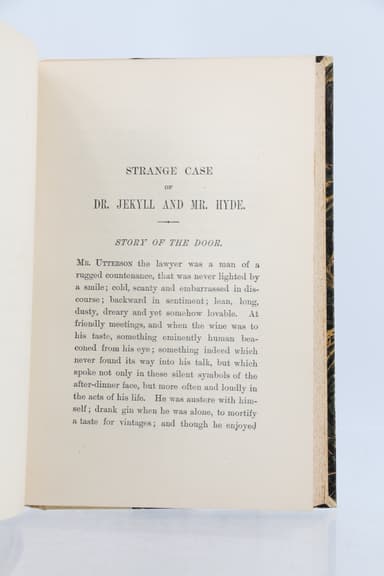 STRANGE CASE
OF
DR. JEKYLL AND MR. HYDE.
STORY OF THE DOOR.
MR. UTTERSON the lawyer was a man of a
rugged countenance, that was never lighted by
a smile; cold, scanty and embarrassed in dis-
course; backward in sentiment; lean, long,
dusty, dreary and yet somehow lovable. At
friendly meetings, and when the wine was to
his taste, something eminently human bea-
coned from his eye; something indeed which
never found its way into his talk, but which
spoke not only in these silent symbols of the
after-dinner face, but more often and loudly in
the acts of his life. He was austere with him-
self; drank gin when he was alone, to mortify
a taste for vintages; and though he enjoyed